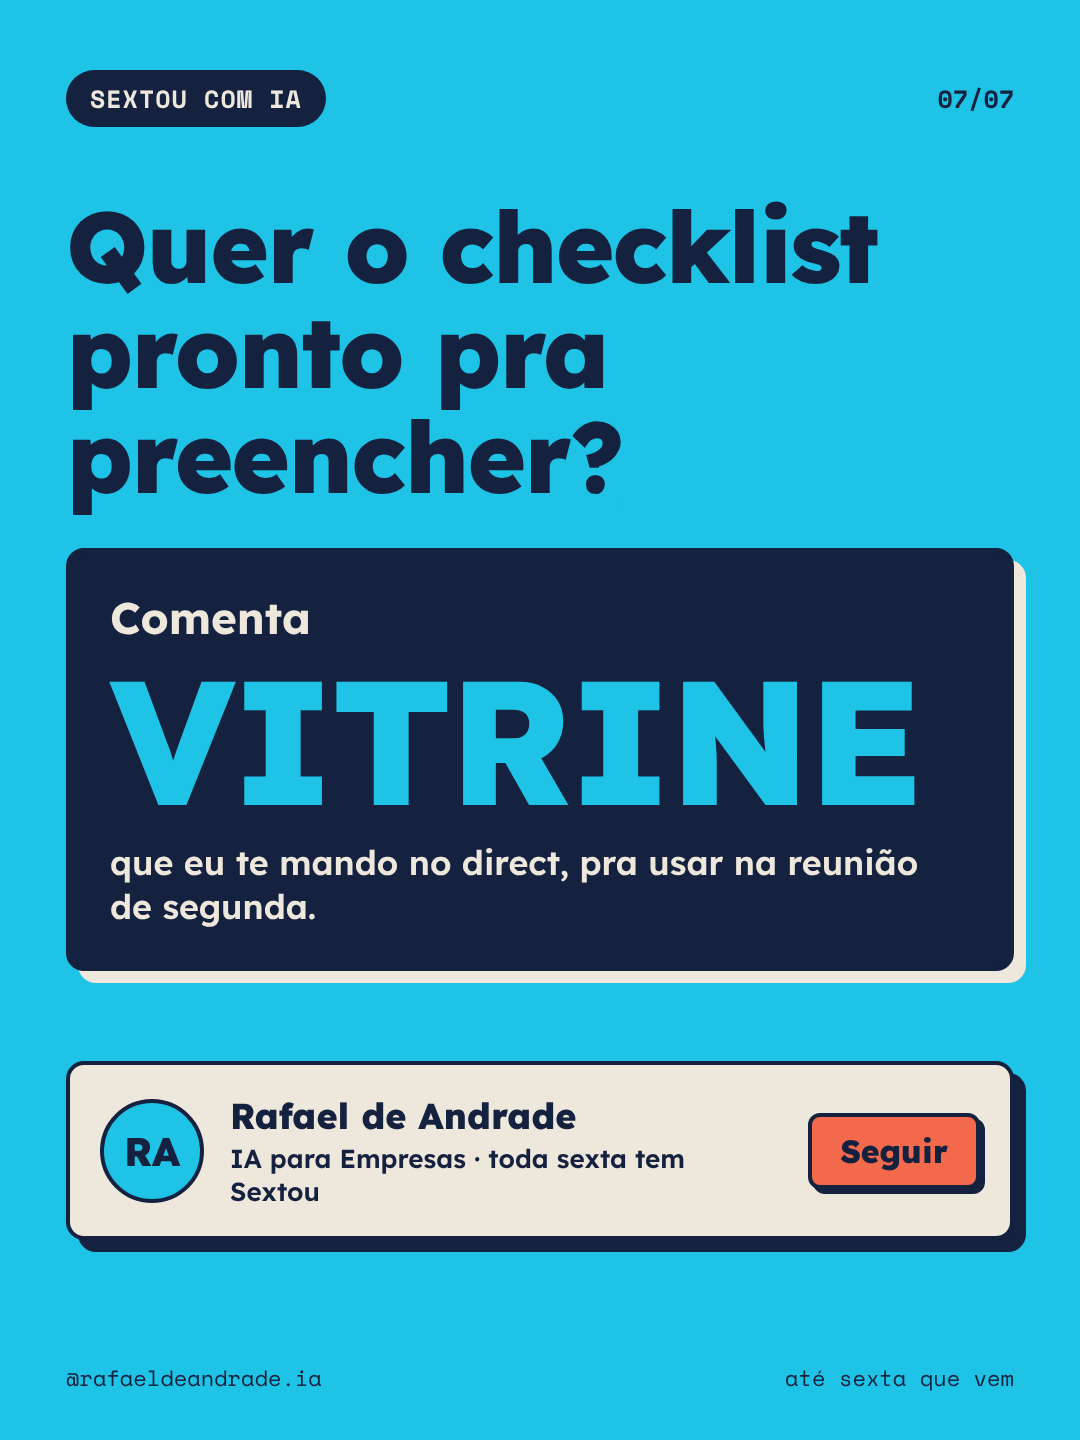 SEXTOU COM IA
07/07
Quer o checklist
pronto pra
preencher?
Comenta
VITRINE
que eu te mando no direct, pra usar na reunião
de segunda.
RA
Rafael de Andrade
IA para Empresas · toda sexta tem
Sextou
Seguir
@rafaeldeandrade.ia
até sexta que vem